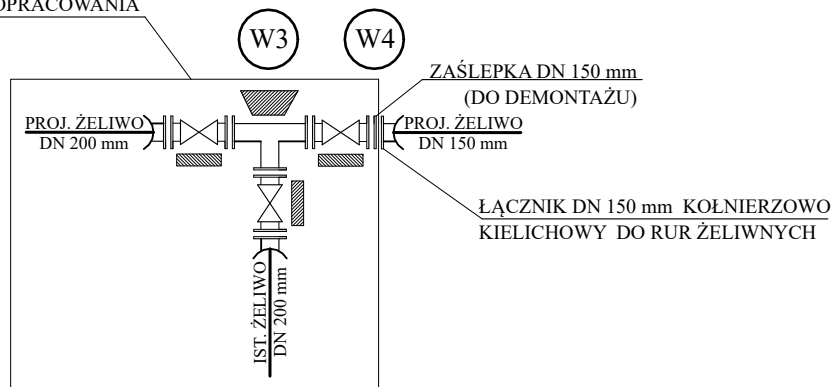 OPRACOWANIA
W3
W4
ZAŚLEPKA DN 150 mm
(DO DEMONTAŻU)
PROJ. ŻELIWO
DN 200 mm
PROJ. ŻELIWO
DN 150 mm
ŁĄCZNIK DN 150 mm KOŁNIERZOWO
KIELICHOWY DO RUR ŻELIWNYCH
IST. ŻELIWO
DN 200 mm